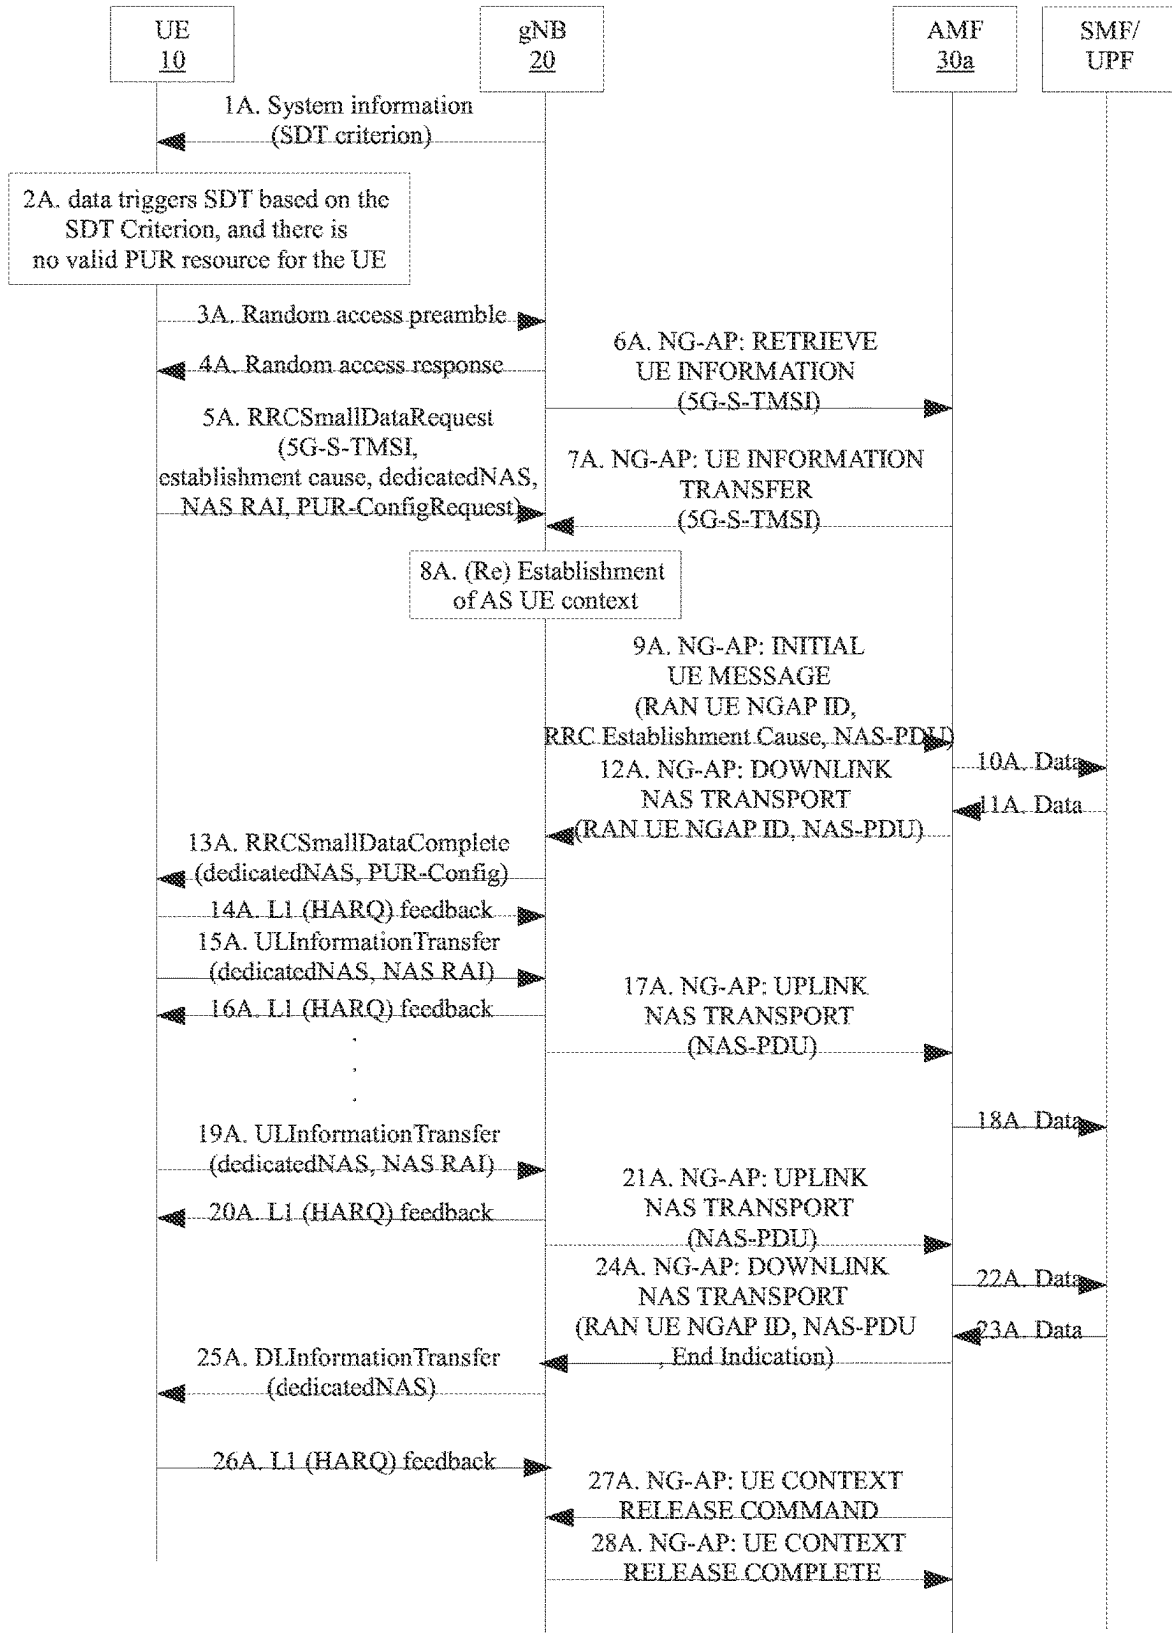 UE
10
gNB
20
AMF
30a
SMF/
UPF
1A. System information
(SDT criterion)
2A. data triggers SDT based on the
SDT Criterion, and there is
no valid PUR resource for the UE
3A. Random access preamble
4A. Random access response
5A. RRCSmallDataRequest
(5G-S-TMSI,
establishment cause, dedicatedNAS,
NAS RAI, PUR-ConfigRequest)
6A. NG-AP: RETRIEVE
UE INFORMATION
(5G-S-TMSI)
7A. NG-AP: UE INFORMATION
TRANSFER
(5G-S-TMSI)
8A. (Re) Establishment
of AS UE context
9A. NG-AP: INITIAL
UE MESSAGE
(RAN UE NGAP ID,
RRC Establishment Cause, NAS-PDU)
10A. Data
11A. Data
12A. NG-AP: DOWNLINK
NAS TRANSPORT
(RAN UE NGAP ID, NAS-PDU)
13A. RRCSmallDataComplete
(dedicatedNAS, PUR-Config)
14A. L1 (HARQ) feedback
15A. ULInformationTransfer
(dedicatedNAS, NAS RAI)
16A. L1 (HARQ) feedback
17A. NG-AP: UPLINK
NAS TRANSPORT
(NAS-PDU)
18A. Data
19A. ULInformationTransfer
(dedicatedNAS, NAS RAI)
20A. L1 (HARQ) feedback
21A. NG-AP: UPLINK
NAS TRANSPORT
(NAS-PDU)
22A. Data
23A. Data
24A. NG-AP: DOWNLINK
NAS TRANSPORT
(RAN UE NGAP ID, NAS-PDU
, End Indication)
25A. DLInformationTransfer
(dedicatedNAS)
26A. L1 (HARQ) feedback
27A. NG-AP: UE CONTEXT
RELEASE COMMAND
28A. NG-AP: UE CONTEXT
RELEASE COMPLETE